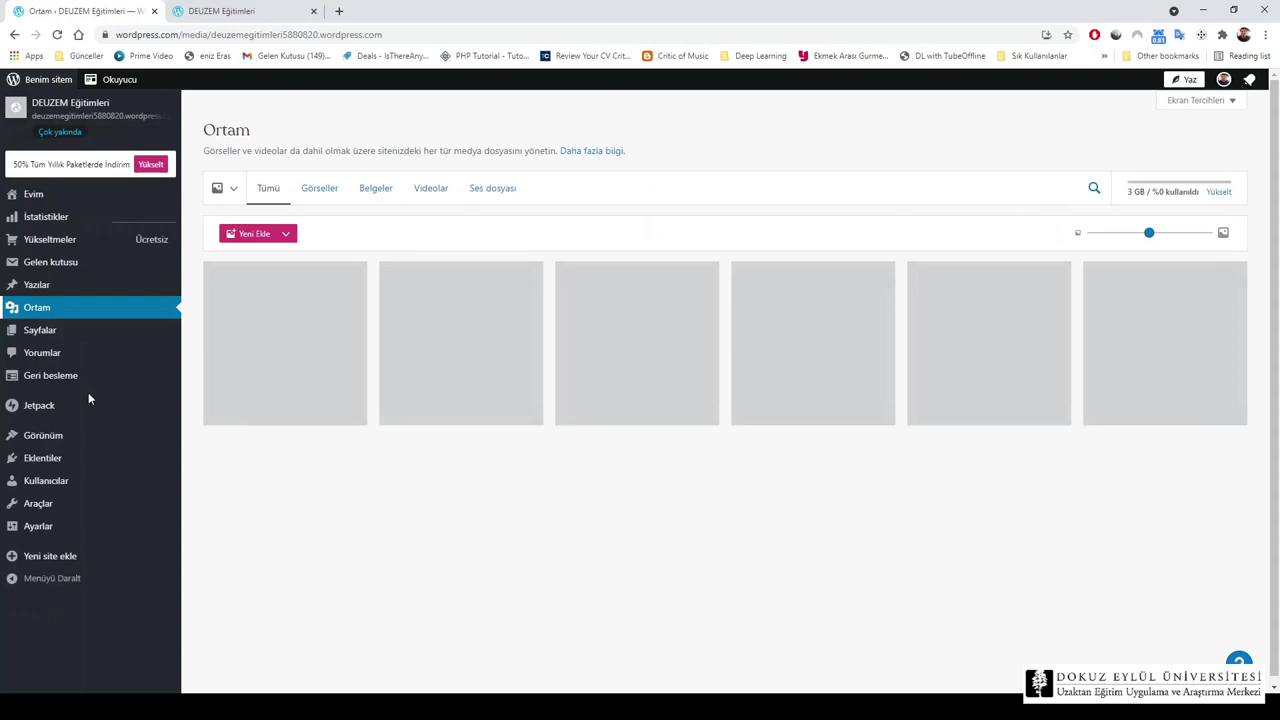 Ortam ‹ DEUZEM Eğitimleri — W
DEUZEM Eğitimleri
wordpress.com/media/deuzemegitimleri5880820.wordpress.com
Apps
Günceller
Prime Video
eniz Eras
Gelen Kutusu (149)...
Deals - IsThereAny...
PHP Tutorial - Tuto...
Review Your CV Crit...
Critic of Music
Deep Learning
Ekmek Arası Gurme...
DL with TubeOffline
Sık Kullanılanlar
»
Other bookmarks
Reading list
Benim sitem
Okuyucu
Yaz
DEUZEM Eğitimleri
deuzemegitimleri5880820.wordpress.
Çok yakında
50% Tüm Yıllık Paketlerde İndirim
Yükselt
Evim
İstatistikler
Yükseltmeler
Ücretsiz
Gelen kutusu
Yazılar
Ortam
Sayfalar
Yorumlar
Geri besleme
Jetpack
Görünüm
Eklentiler
Kullanıcılar
Araçlar
Ayarlar
Yeni site ekle
Menüyü Daralt
Ekran Tercihleri
Ortam
Görseller ve videolar da dahil olmak üzere sitenizdeki her tür medya dosyasını yönetin. Daha fazla bilgi.
Tümü
Görseller
Belgeler
Videolar
Ses dosyası
3 GB / %0 kullanıldı
Yükselt
Yeni Ekle
?
DOKUZ EYLÜL ÜNİVERSİTESİ
Uzaktan Eğitim Uygulama ve Araştırma Merkezi